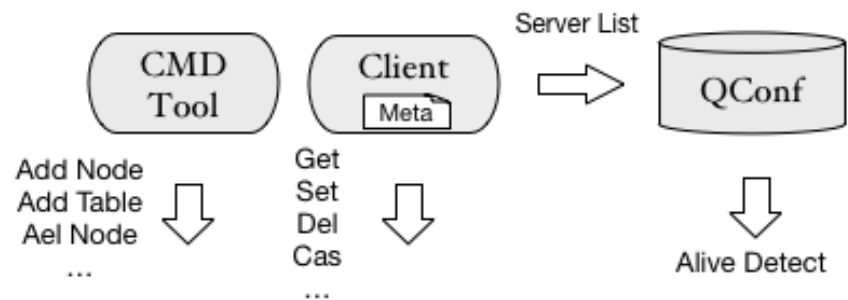 Server List
CMD
Tool
Client
Meta
QConf
Add Node
Add Table
Ael Node
...
Get
Set
Del
Cas
...
Alive Detect